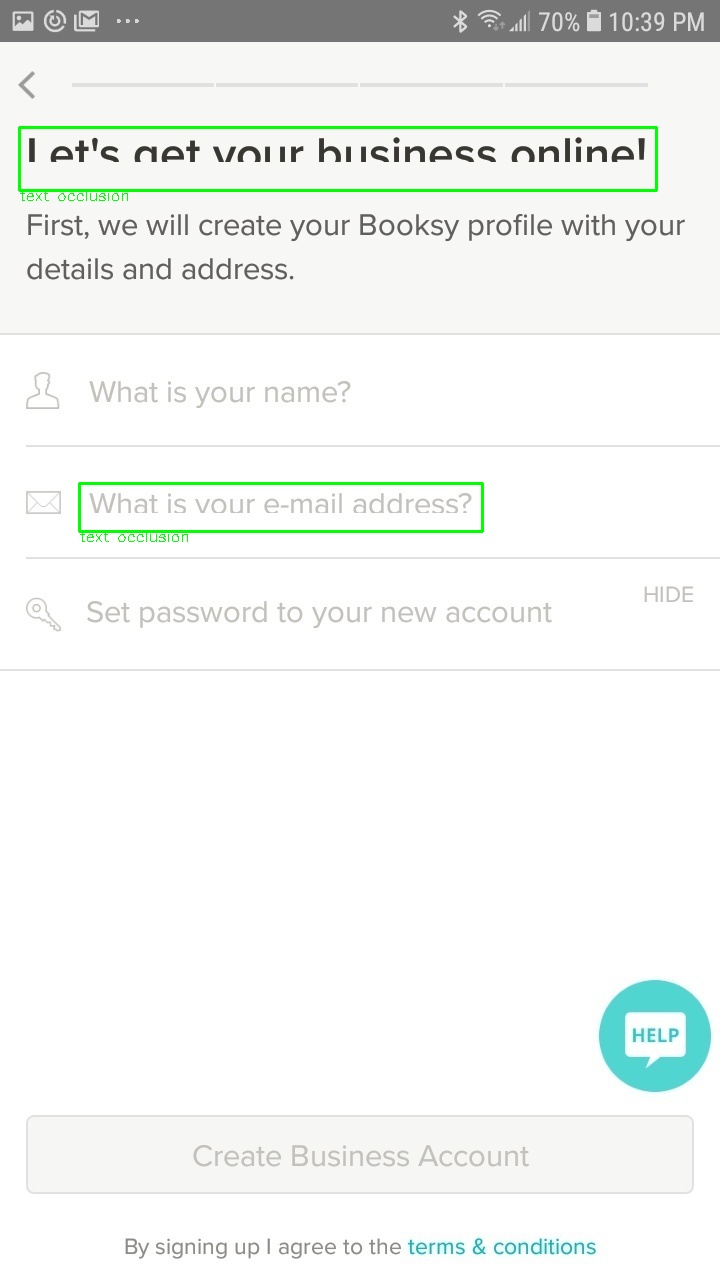 70% 10:39 PM
Let's get your business online!
text occlusion
First, we will create your Booksy profile with your
details and address.
What is your name?
What is your e-mail address?
text occlusion
HIDE
Set password to your new account
HELP
Create Business Account
By signing up I agree to the terms & conditions